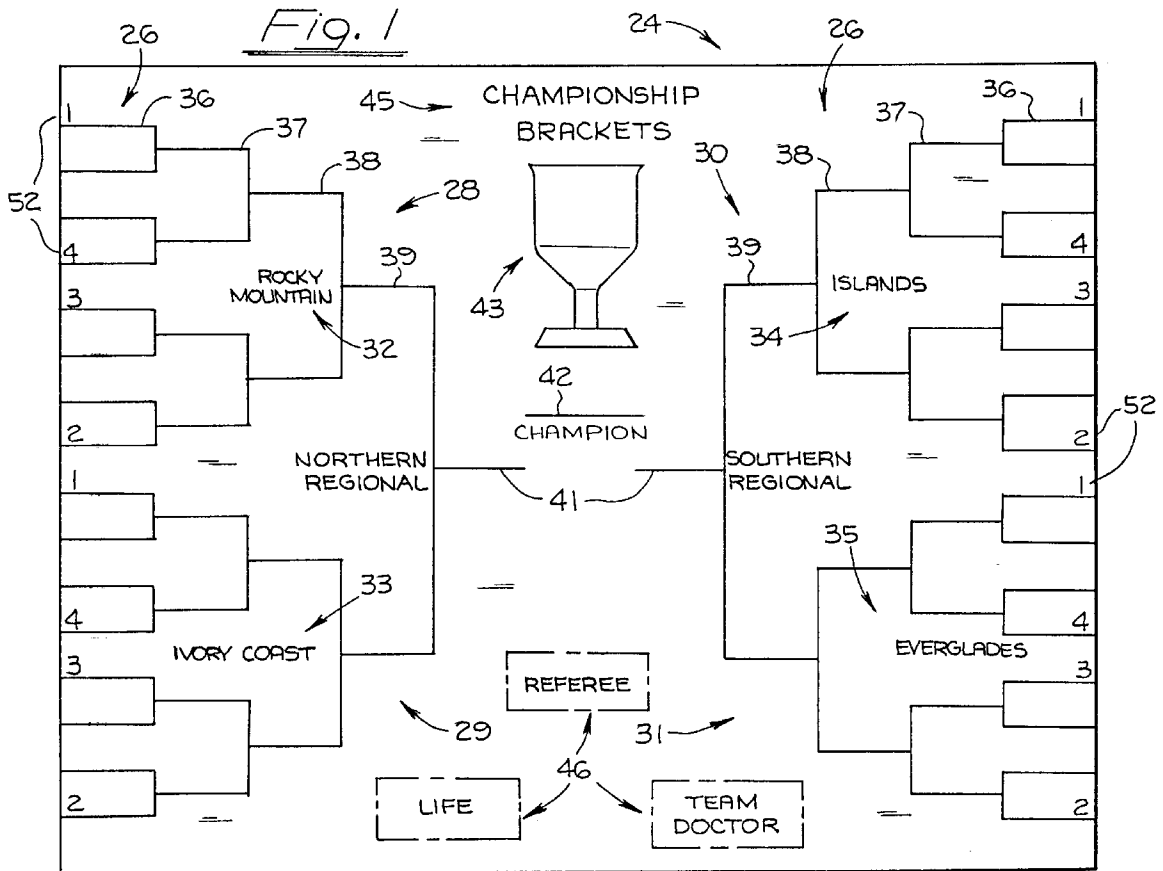 Fig. 1
24
26
26
36
37
45
CHAMPIONSHIP
BRACKETS
36
37
1
1
52
38
28
30
38
4
4
39
43
39
ROCKY
MOUNTAIN
ISLANDS
3
3
32
34
42
CHAMPION
52
2
2
NORTHERN
REGIONAL
41
SOUTHERN
REGIONAL
1
1
35
33
4
4
IVORY COAST
EVERGLADES
3
3
REFEREE
29
31
46
2
2
LIFE
TEAM
DOCTOR